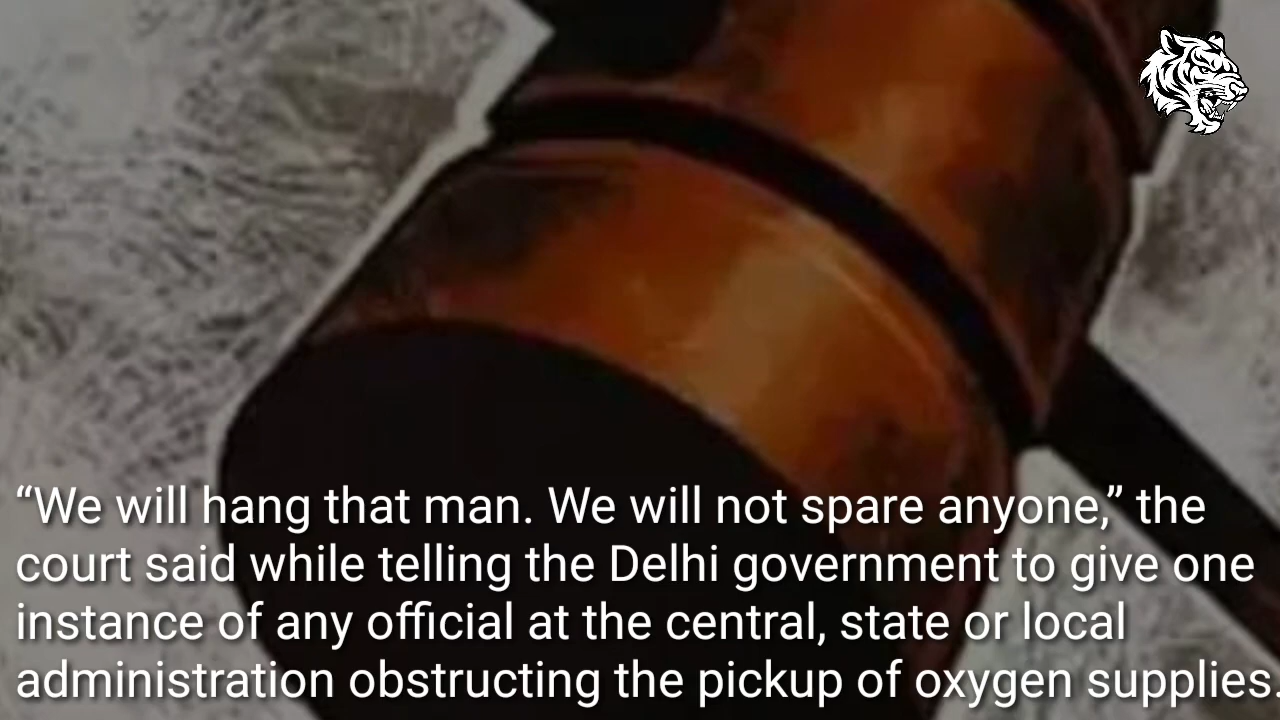 “We will hang that man. We will not spare anyone,” the
court said while telling the Delhi government to give one
instance of any official at the central, state or local
administration obstructing the pickup of oxygen supplies.